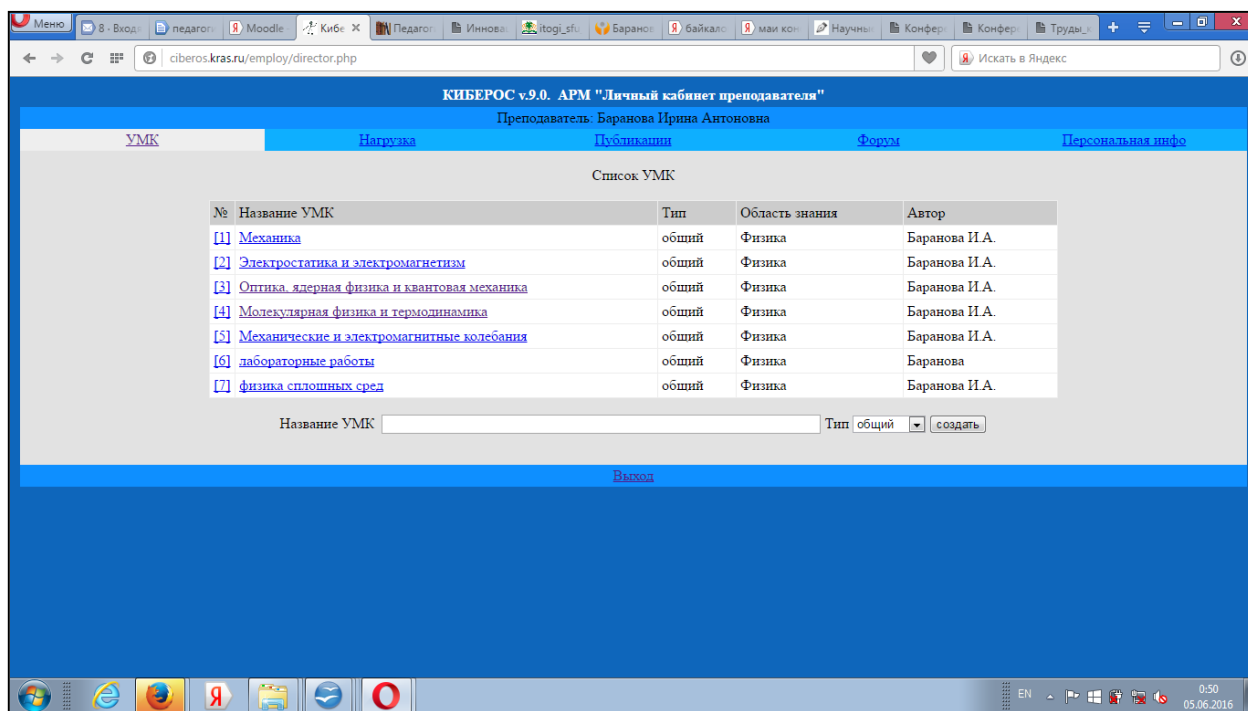 Меню 8 - Вход педагог Moodle Кибе Педагог Иннова itogi_sfu Баранов байкало маи кон Научны Конфер Конфер Труды_к
ciberos.kras.ru/employ/director.php Искать в Яндекс
КИБЕРОС v.9.0. АРМ "Личный кабинет преподавателя"
Преподаватель: Баранова Ирина Антоновна
УМК Нагрузка Публикации Форум Персональная инфо
Список УМК
№ Название УМК Тип Область знания Автор
[1] Механика общий Физика Баранова И.А.
[2] Электростатика и электромагнетизм общий Физика Баранова И.А.
[3] Оптика, ядерная физика и квантовая механика общий Физика Баранова И.А.
[4] Молекулярная физика и термодинамика общий Физика Баранова И.А.
[5] Механические и электромагнитные колебания общий Физика Баранова И.А.
[6] лабораторные работы общий Физика Баранова
[7] физика сплошных сред общий Физика Баранова И.А.
Название УМК Тип общий создать
Выход
EN 0:50
05.06.2016